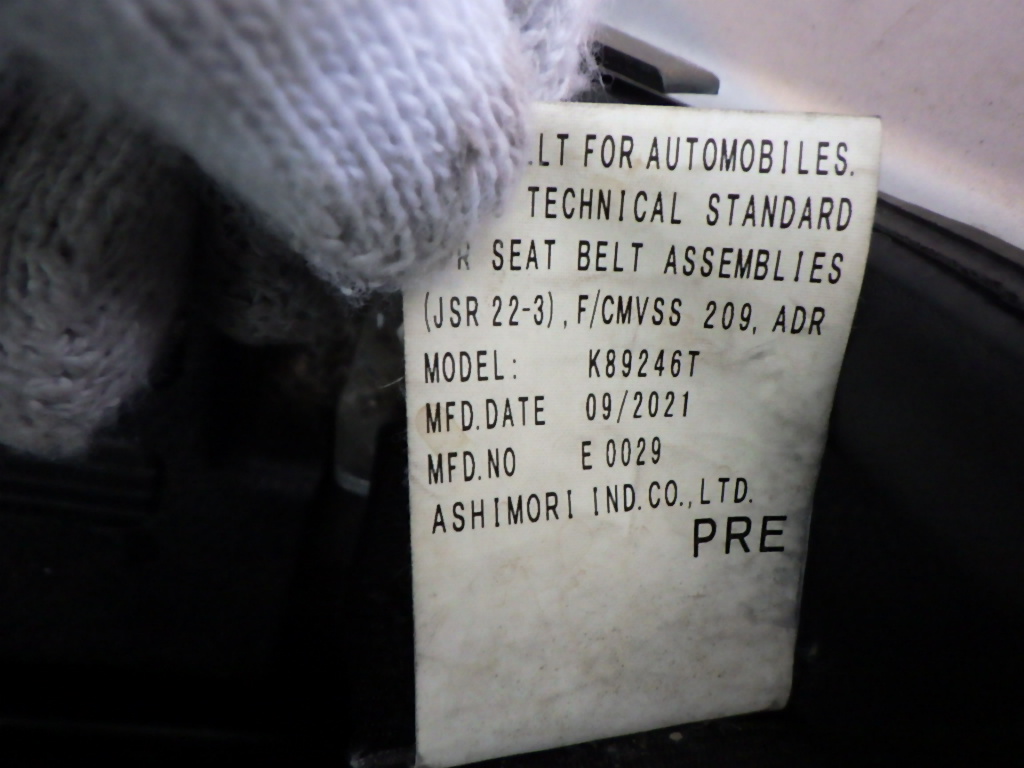 FOR AUTOMOBILES.
TECHNICAL STANDARD
SEAT BELT ASSEMBLIES
(JSR 22-3), F/CMVSS 209, ADR
MODEL: K89246T
MFD.DATE 09/2021
MFD.NO E 0029
ASHIMORI IND.CO.,LTD.
PRE